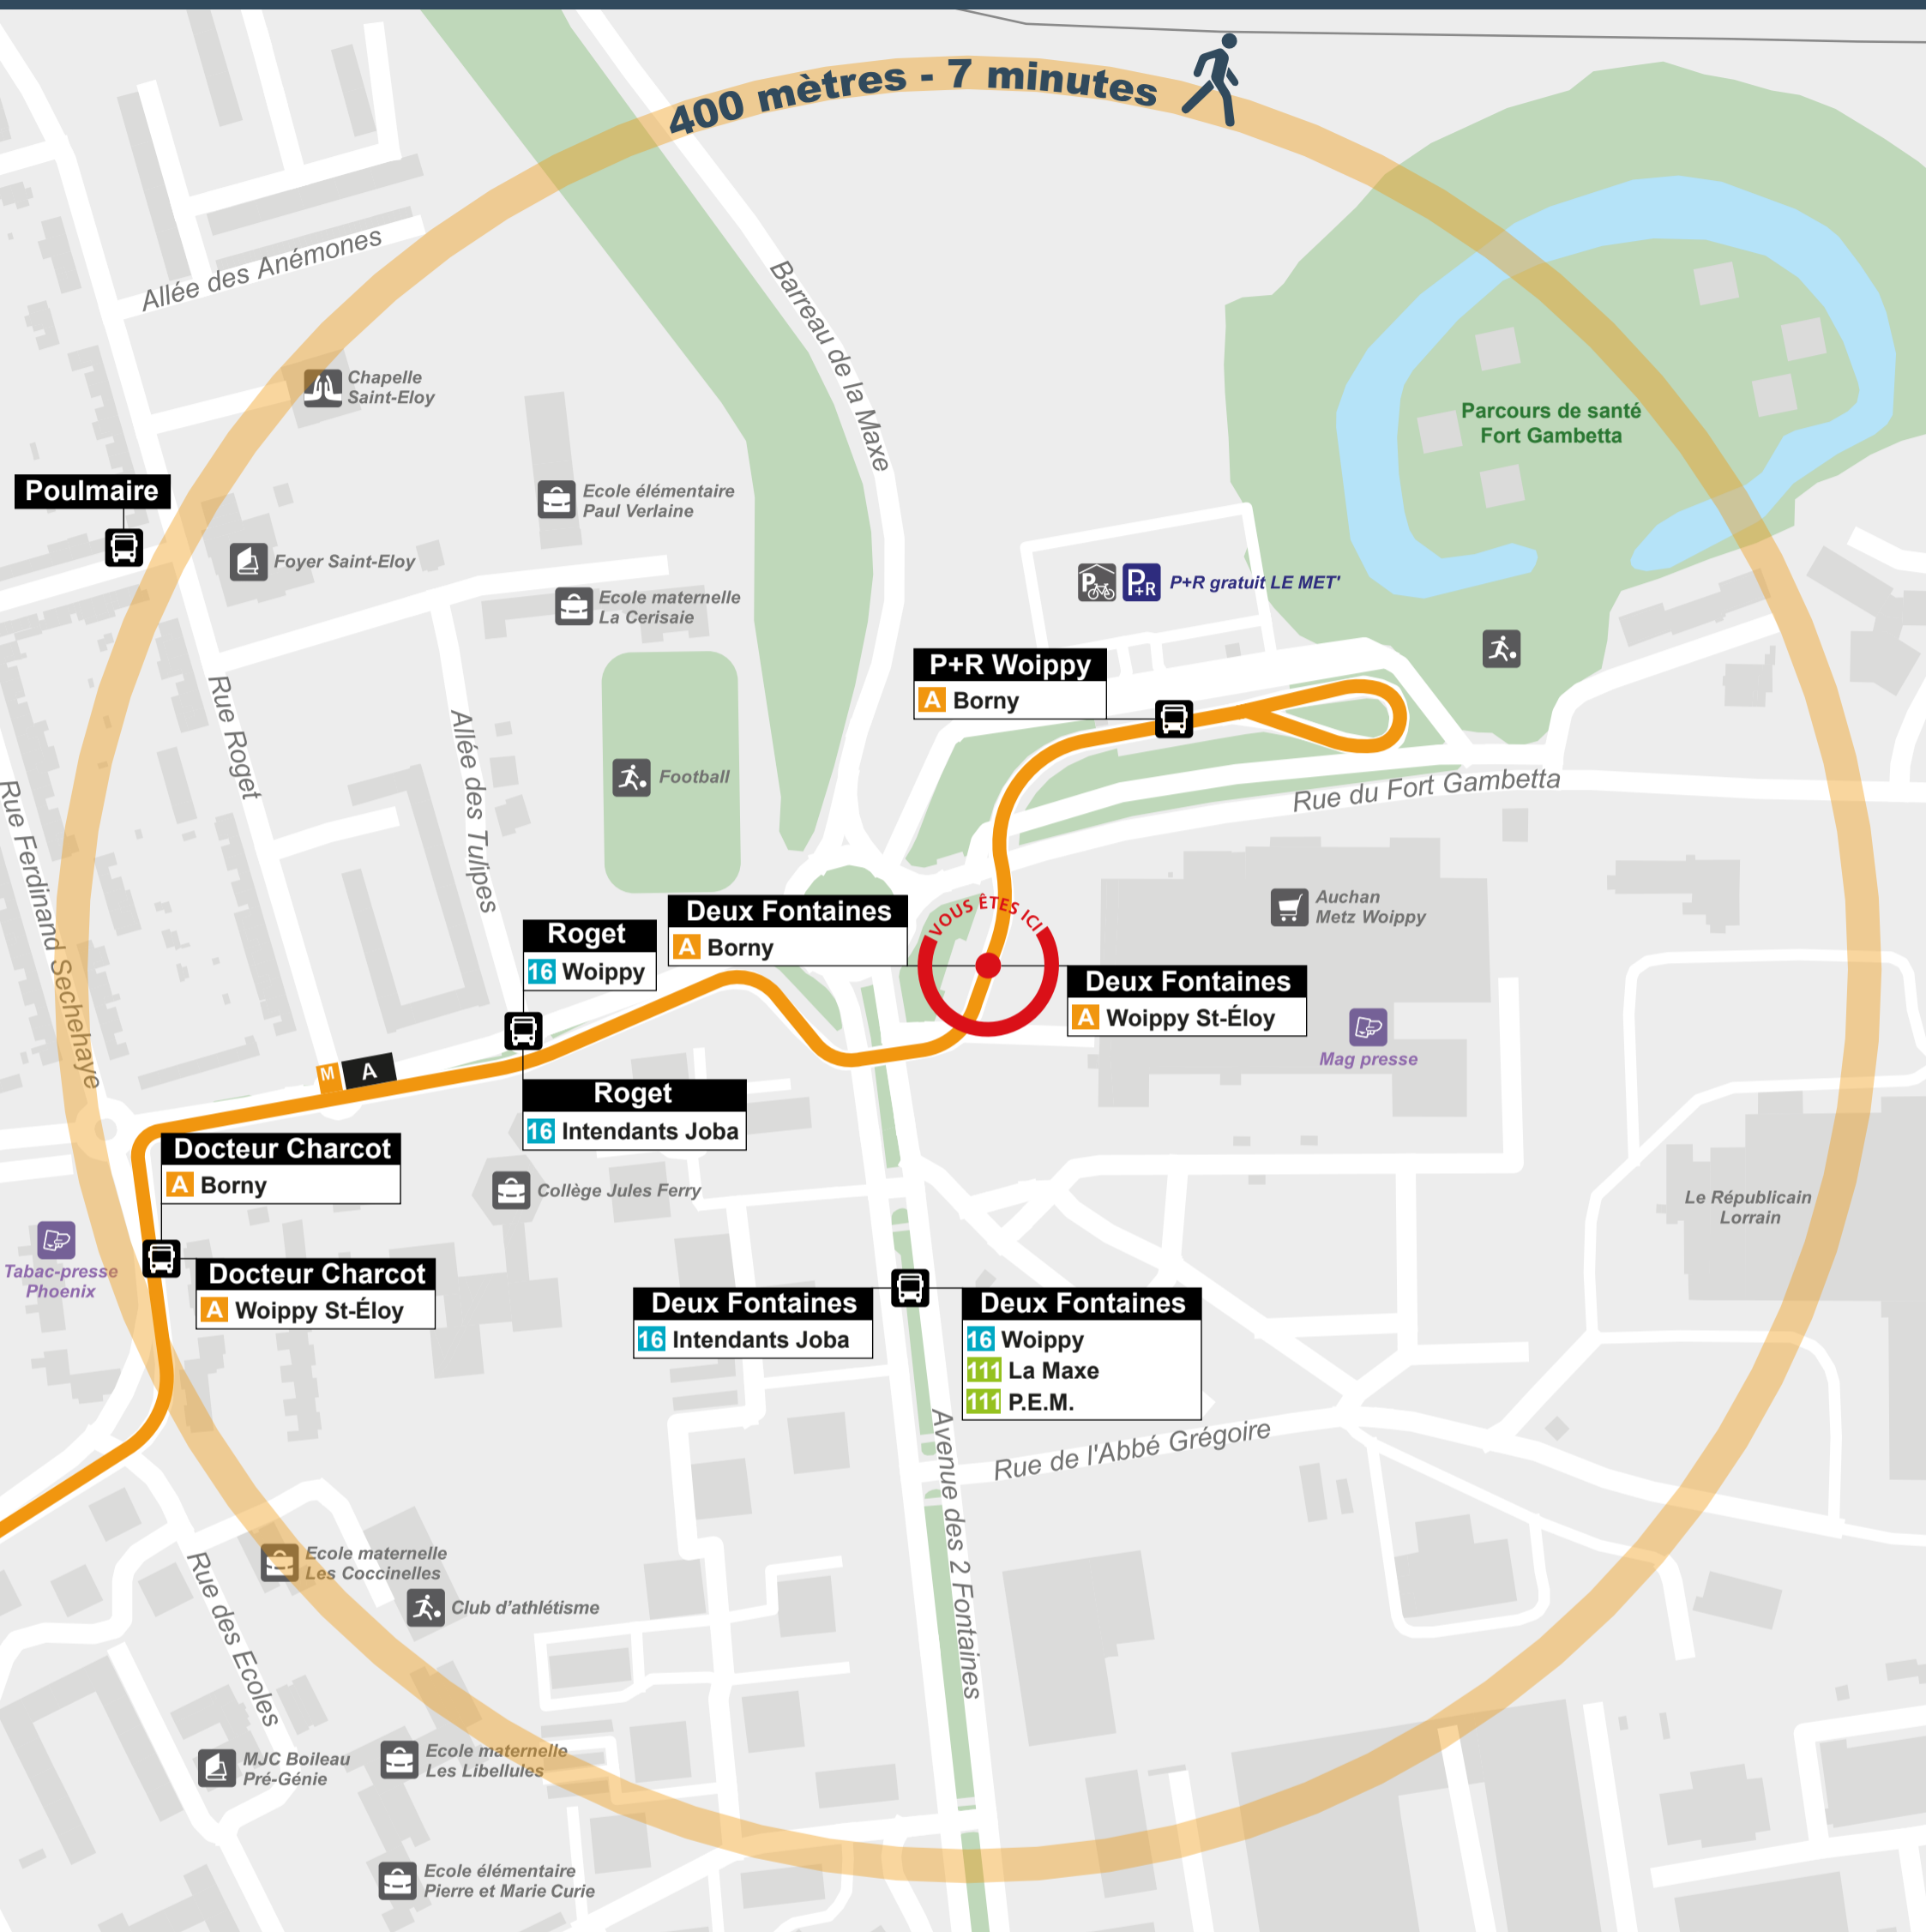 400 mètres - 7 minutes
Allée des Anémones
Barreau de la Maxe
Chapelle
Saint-Eloy
Parcours de santé
Fort Gambetta
Poulmaire
Ecole élémentaire
Paul Verlaine
Foyer Saint-Eloy
P+R
P+R gratuit LE MET'
Ecole maternelle
La Cerisaie
P+R Woippy
A Borny
Rue Roget
Allée des Tulipes
Football
Rue du Fort Gambetta
Rue Ferdinand Sechehaye
Auchan
Metz Woippy
Deux Fontaines
A Borny
VOUS ÊTES ICI
Roget
16 Woippy
Deux Fontaines
A Woippy St-Éloy
Mag presse
M A
Roget
16 Intendants Joba
Docteur Charcot
A Borny
Collège Jules Ferry
Le Républicain
Lorrain
Tabac-presse
Phoenix
Docteur Charcot
A Woippy St-Éloy
Deux Fontaines
16 Intendants Joba
Deux Fontaines
16 Woippy
111 La Maxe
111 P.E.M.
Avenue des 2 Fontaines
Rue de l'Abbé Grégoire
Ecole maternelle
Les Coccinelles
Club d'athlétisme
Rue des Ecoles
MJC Boileau
Pré-Génie
Ecole maternelle
Les Libellules
Ecole élémentaire
Pierre et Marie Curie